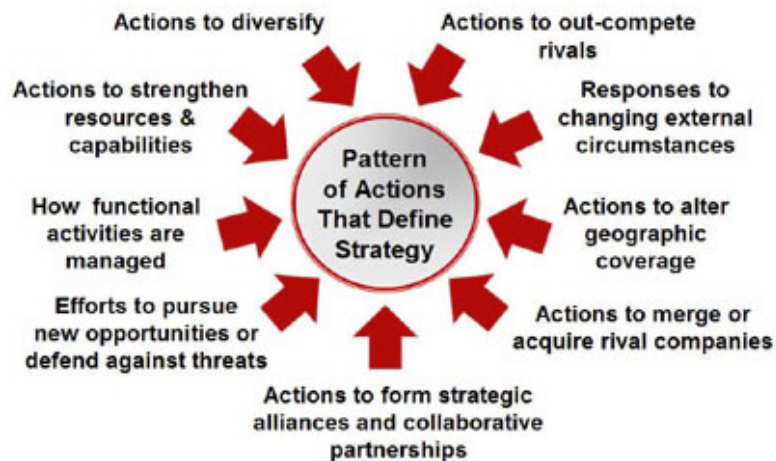 Actions to diversify
Actions to out-compete
rivals
Actions to strengthen
resources &
capabilities
Responses to
changing external
circumstances
Pattern
of Actions
That Define
Strategy
How functional
activities are
managed
Actions to alter
geographic
coverage
Efforts to pursue
new opportunities or
defend against threats
Actions to merge or
acquire rival companies
Actions to form strategic
alliances and collaborative
partnerships